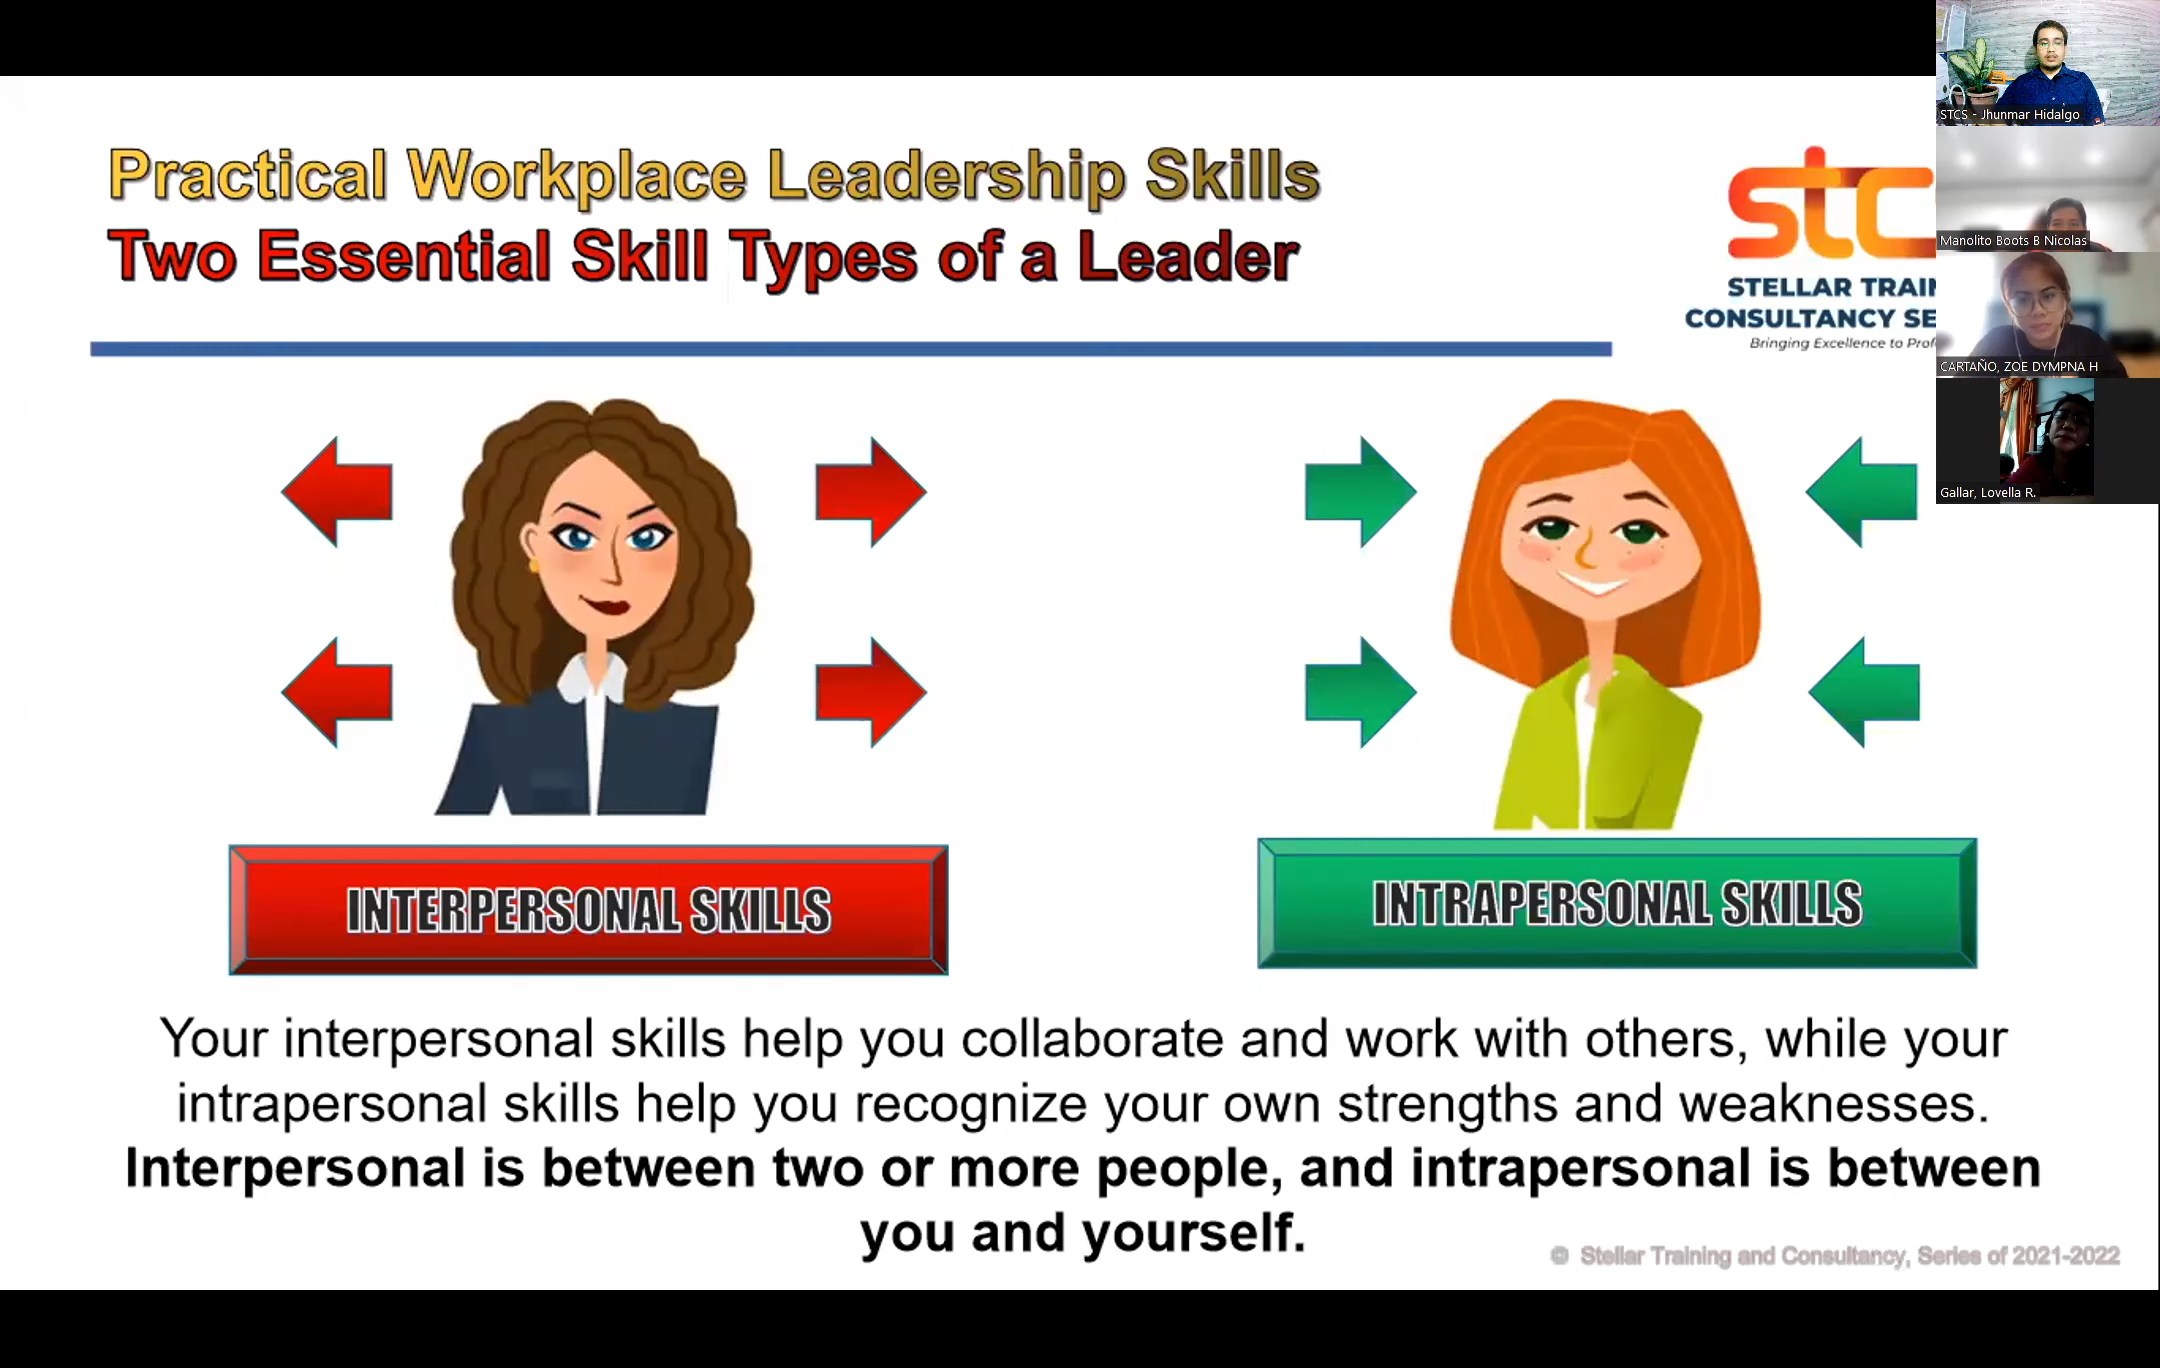 Practical Workplace Leadership Skills
Two Essential Skill Types of a Leader
stc
STELLAR TRAI
CONSULTANCY SE
Bringing Excellence to Prof
STCS - Jhunmar Hidalgo
Manolito Boots B Nicolas
CARTAÑO, ZOE DYMPNA H
Gallar, Lovella R.
INTERPERSONAL SKILLS
INTRAPERSONAL SKILLS
Your interpersonal skills help you collaborate and work with others, while your
intrapersonal skills help you recognize your own strengths and weaknesses.
Interpersonal is between two or more people, and intrapersonal is between
you and yourself.
© Stellar Training and Consultancy, Series of 2021-2022